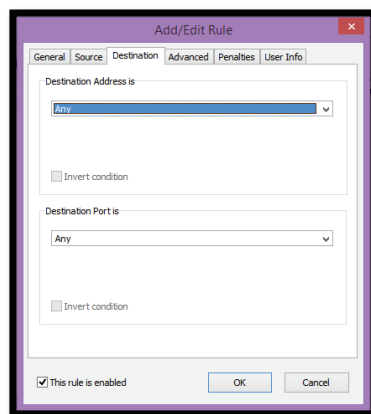 Add/Edit Rule
General Source Destination Advanced Penalties User Info
Destination Address is
Any
Invert condition
Destination Port is
Any
Invert condition
This rule is enabled OK Cancel